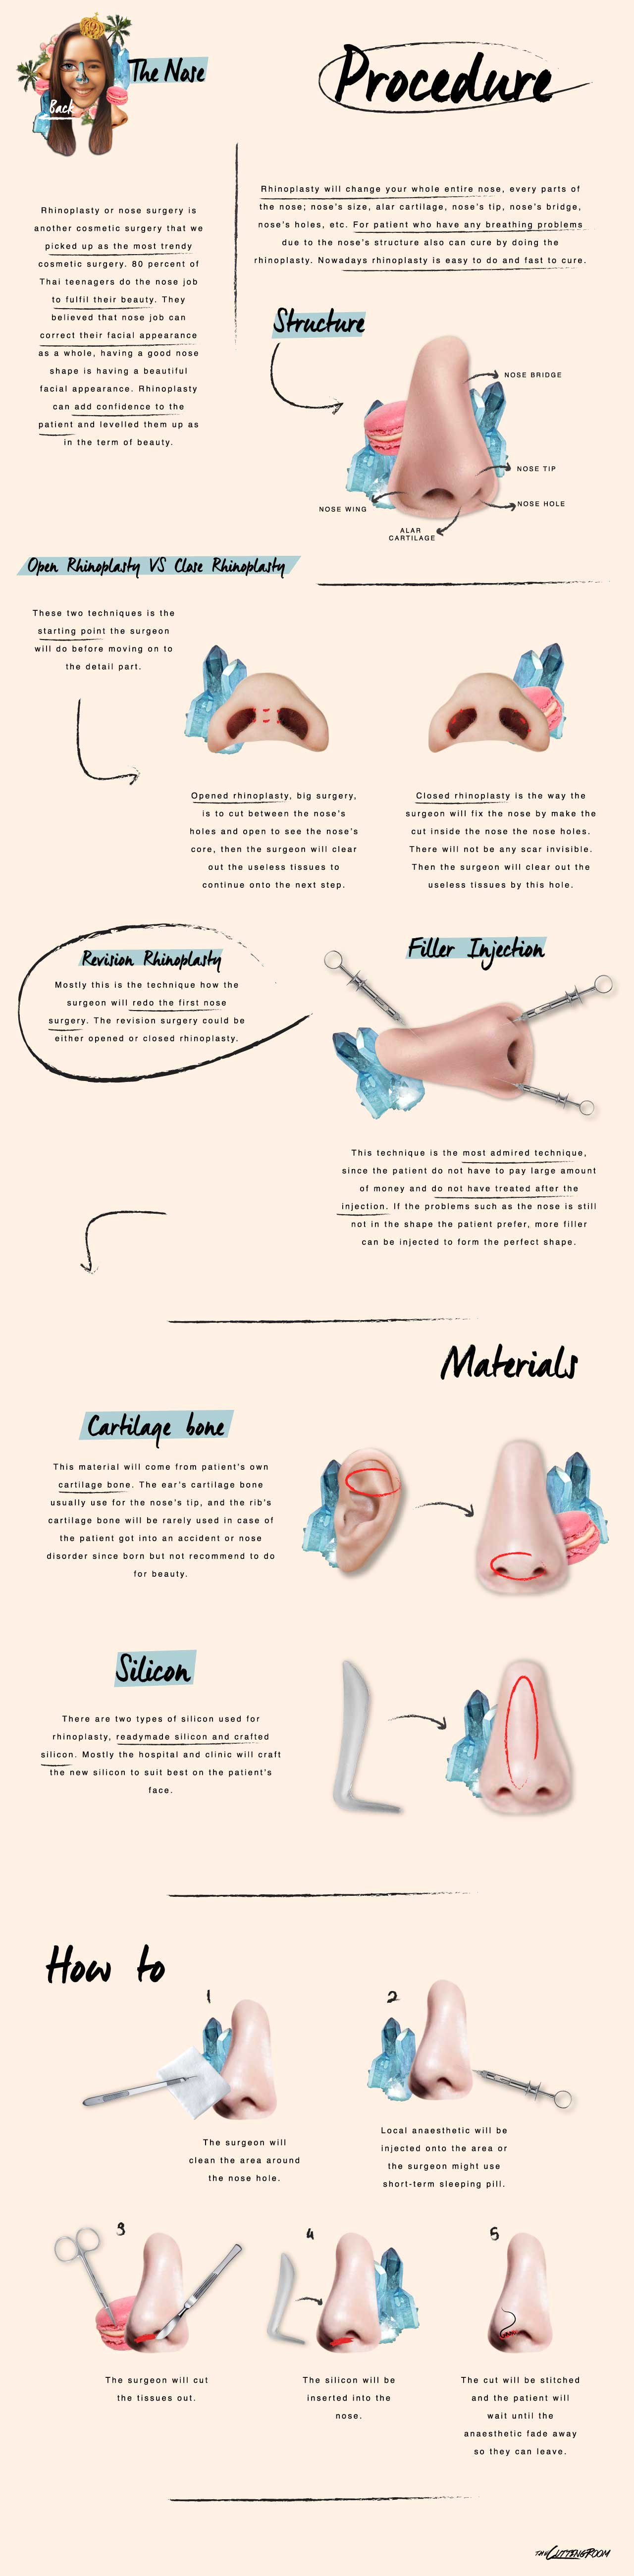 The Nose
Back
Procedure
Rhinoplasty or nose surgery is
another cosmetic surgery that we
picked up as the most trendy
cosmetic surgery. 80 percent of
Thai teenagers do the nose job
to fulfil their beauty. They
believed that nose job can
correct their facial appearance
as a whole, having a good nose
shape is having a beautiful
facial appearance. Rhinoplasty
can add confidence to the
patient and levelled them up as
in the term of beauty.
Rhinoplasty will change your whole entire nose, every parts of
the nose; nose's size, alar cartilage, nose's tip, nose's bridge,
nose's holes, etc. For patient who have any breathing problems
due to the nose's structure also can cure by doing the
rhinoplasty. Nowadays rhinoplasty is easy to do and fast to cure.
Structure
NOSE BRIDGE
NOSE TIP
NOSE HOLE
NOSE WING
ALAR
CARTILAGE
Open Rhinoplasty VS Close Rhinoplasty
These two techniques is the
starting point the surgeon
will do before moving on to
the detail part.
Opened rhinoplasty, big surgery,
is to cut between the nose's
holes and open to see the nose's
core, then the surgeon will clear
out the useless tissues to
continue onto the next step.
Closed rhinoplasty is the way the
surgeon will fix the nose by make the
cut inside the nose the nose holes.
There will not be any scar invisible.
Then the surgeon will clear out the
useless tissues by this hole.
Revision Rhinoplasty
Mostly this is the technique how the
surgeon will redo the first nose
surgery. The revision surgery could be
either opened or closed rhinoplasty.
Filler Injection
This technique is the most admired technique,
since the patient do not have to pay large amount
of money and do not have treated after the
injection. If the problems such as the nose is still
not in the shape the patient prefer, more filler
can be injected to form the perfect shape.
Materials
Cartilage bone
This material will come from patient's own
cartilage bone. The ear's cartilage bone
usually use for the nose's tip, and the rib's
cartilage bone will be rarely used in case of
the patient got into an accident or nose
disorder since born but not recommend to do
for beauty.
Silicon
There are two types of silicon used for
rhinoplasty, readymade silicon and crafted
silicon. Mostly the hospital and clinic will craft
the new silicon to suit best on the patient's
face.
How to
1
The surgeon will
clean the area around
the nose hole.
2
Local anaesthetic will be
injected onto the area or
the surgeon might use
short-term sleeping pill.
3
The surgeon will cut
the tissues out.
4
The silicon will be
inserted into the
nose.
5
The cut will be stitched
and the patient will
wait until the
anaesthetic fade away
so they can leave.
THE CUTTING ROOM